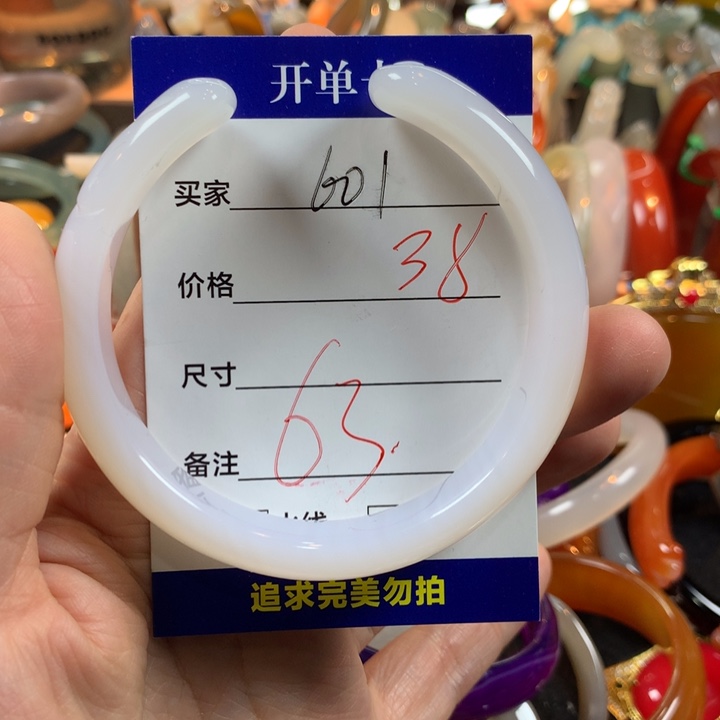 开单
买家 601
价格 38
尺寸
备注 63.
追求完美勿拍